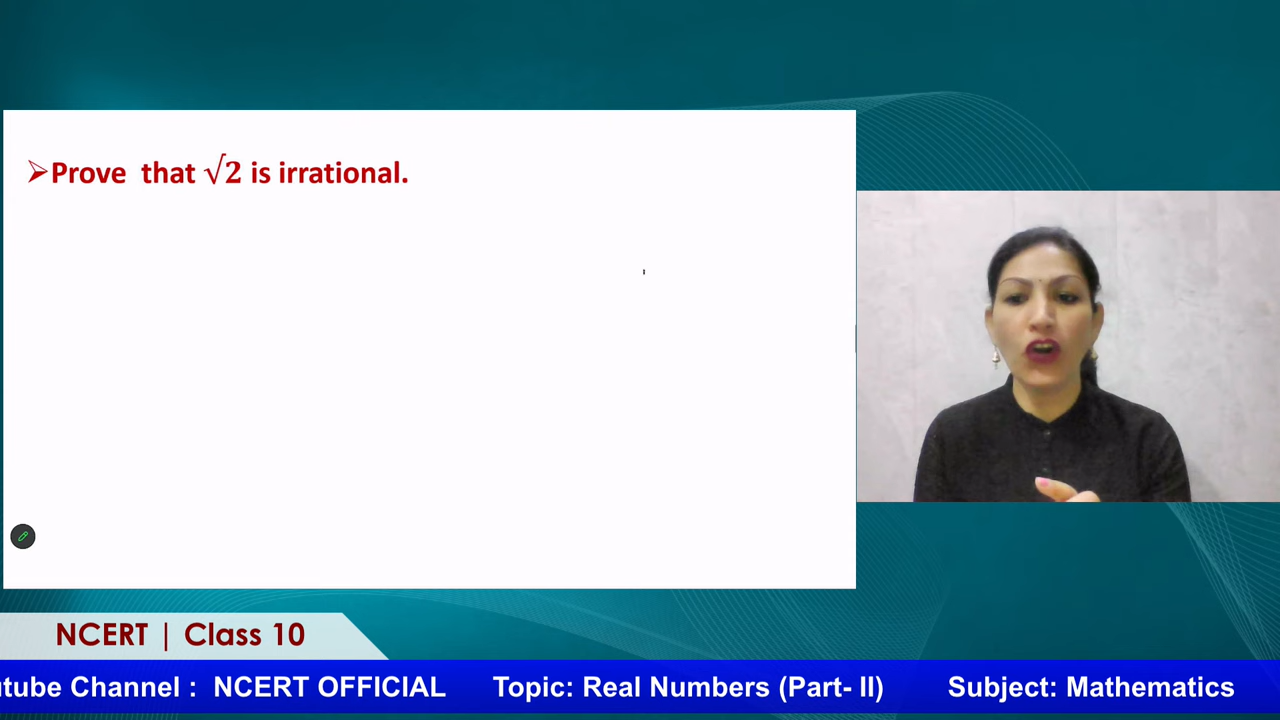 ➢Prove that √2 is irrational.
NCERT | Class 10
utube Channel : NCERT OFFICIAL Topic: Real Numbers (Part- II) Subject: Mathematics